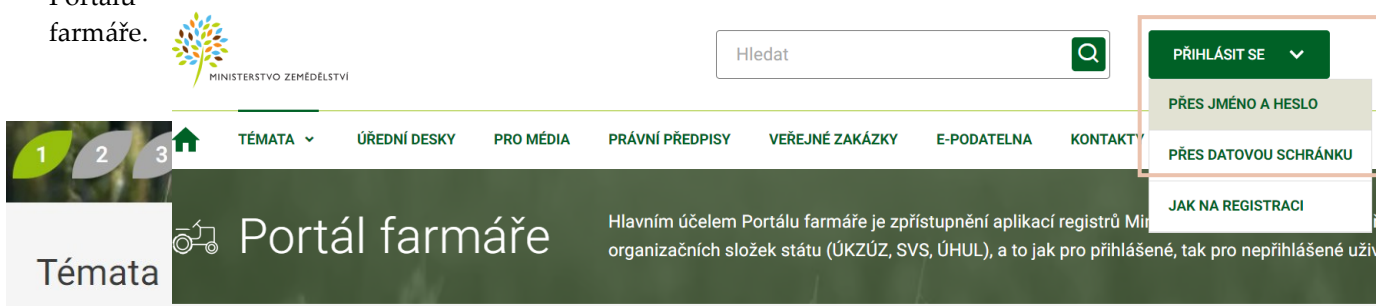 Portálu
farmáře.
MINISTERSTVO ZEMĚDĚLSTVÍ
Hledat
PŘIHLÁSIT SE
PŘES JMÉNO A HESLO
PŘES DATOVOU SCHRÁNKU
JAK NA REGISTRACI
TÉMATA
ÚŘEDNÍ DESKY
PRO MÉDIA
PRÁVNÍ PŘEDPISY
VEŘEJNÉ ZAKÁZKY
E-PODATELNA
KONTAKTY
1 2 3
Portál farmáře
Hlavním účelem Portálu farmáře je zpřístupnění aplikací registrů
organizačních složek státu (ÚKZÚZ, SVS, ÚHUL), a to jak pro přihlášené, tak pro nepřihlášené
Témata